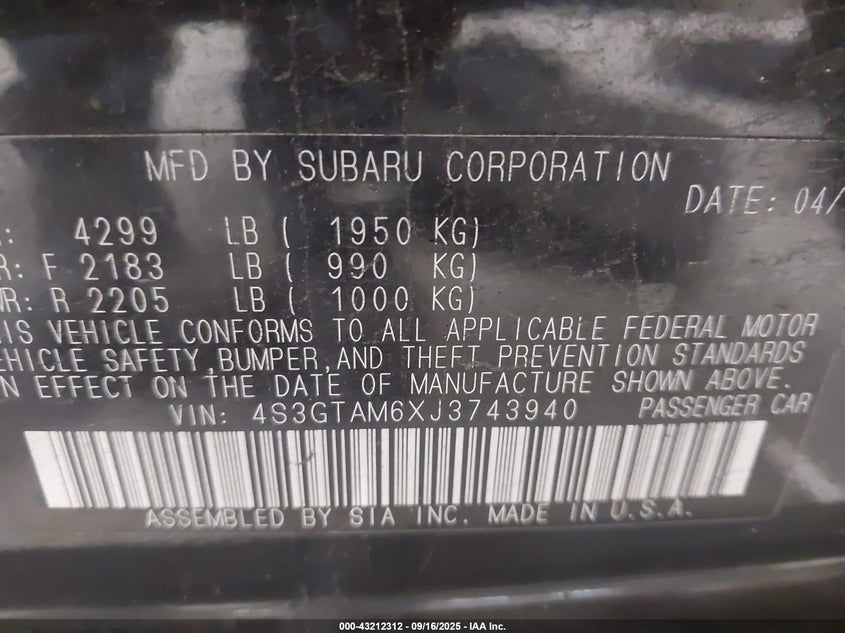 MFD BY SUBARU CORPORATION
DATE: 04/
4299 LB ( 1950 KG)
R: F 2183 LB ( 990 KG)
WR: R 2205 LB ( 1000 KG)
IS VEHICLE CONFORMS TO ALL APPLICABLE FEDERAL MOTOR
EHICLE SAFETY,BUMPER,AND THEFT PREVENTION STANDARDS
N EFFECT ON THE DATE OF MANUFACTURE SHOWN ABOVE.
VIN: 4S3GTAM6XJ3743940 PASSENGER CAR
ASSEMBLED BY SIA INC. MADE IN U.S.A.
000-43212312 - 09/16/2025 - IAA Inc.